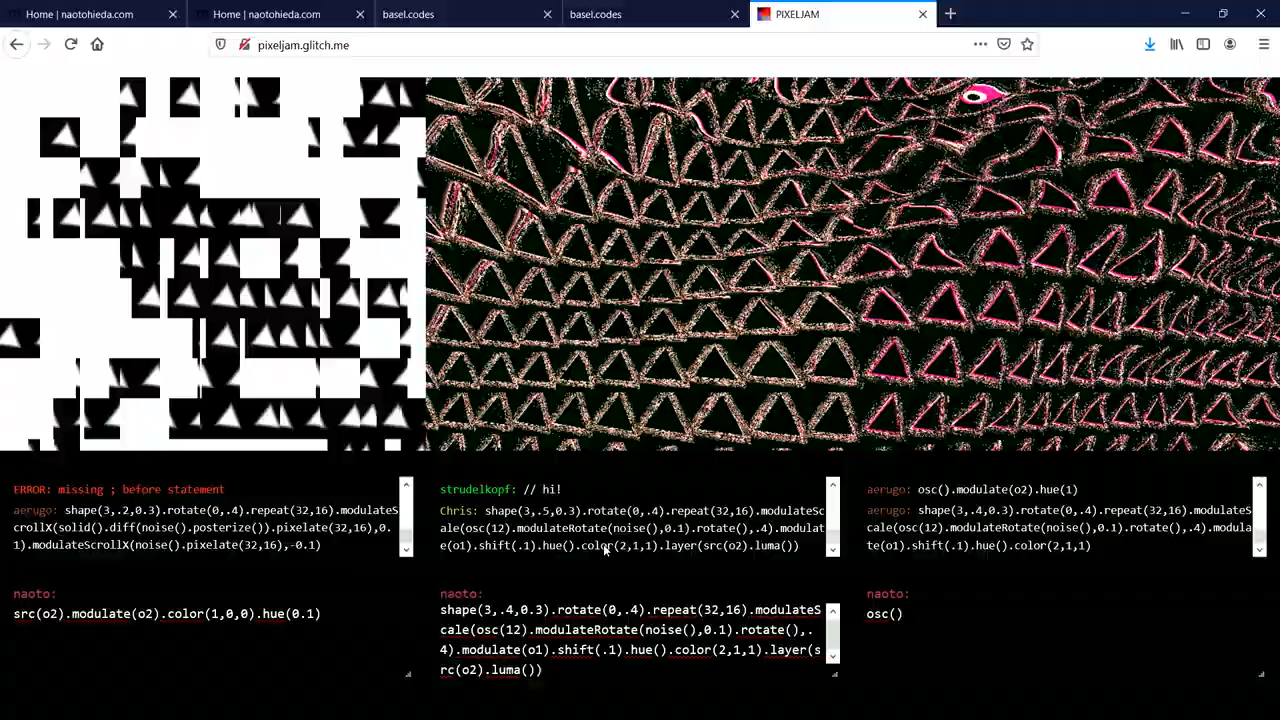 Home | naotohieda.com
Home | naotohieda.com
basel.codes
basel.codes
PIXELJAM
pixeljam.glitch.me
ERROR: missing ; before statement
aerugo: shape(3,.2,0.3).rotate(0,.4).repeat(32,16).modulateS
crollX(solid().diff(noise().posterize()).pixelate(32,16),0.
1).modulateScrollX(noise().pixelate(32,16),-0.1)
naoto:
src(o2).modulate(o2).color(1,0,0).hue(0.1)
strudelkopf: // hi!
Chris: shape(3,.5,0.3).rotate(0,.4).repeat(32,16).modulateSc
ale(osc(12).modulateRotate(noise(),0.1).rotate(),.4).modulat
e(o1).shift(.1).hue().color(2,1,1).layer(src(o2).luma())
naoto:
shape(3,.4,0.3).rotate(0,.4).repeat(32,16).modulateS
cale(osc(12).modulateRotate(noise(),0.1).rotate(),.
4).modulate(o1).shift(.1).hue().color(2,1,1).layer(s
rc(o2).luma())
aerugo: osc().modulate(o2).hue(1)
aerugo: shape(3,.4,0.3).rotate(0,.4).repeat(32,16).modulateS
cale(osc(12).modulateRotate(noise(),0.1).rotate(),.4).modula
te(o1).shift(.1).hue().color(2,1,1)
naoto:
osc()